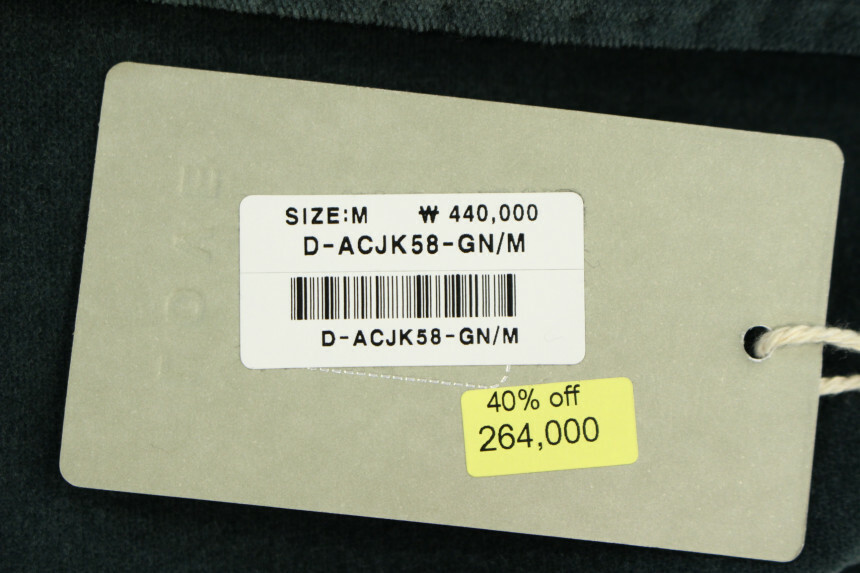 SIZE:M ₩ 440,000
D-ACJK58-GN/M
D-ACJK58-GN/M
40% off
264,000